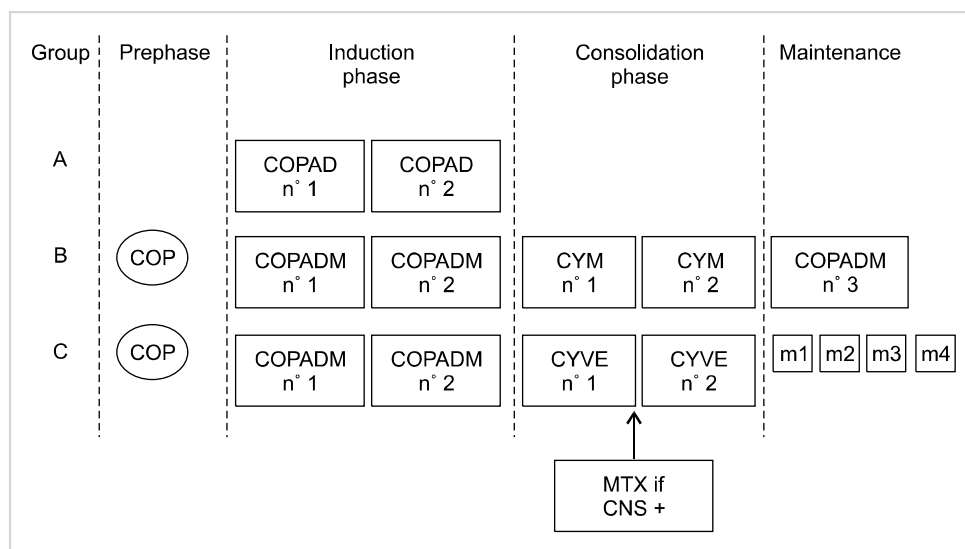 Group Prephase Induction phase Consolidation phase Maintenance
A
COPAD n° 1
COPAD n° 2
B
COP
COPADM n° 1
COPADM n° 2
CYM n° 1
CYM n° 2
COPADM n° 3
C
COP
COPADM n° 1
COPADM n° 2
CYVE n° 1
CYVE n° 2
m1 m2 m3 m4
MTX if
CNS +